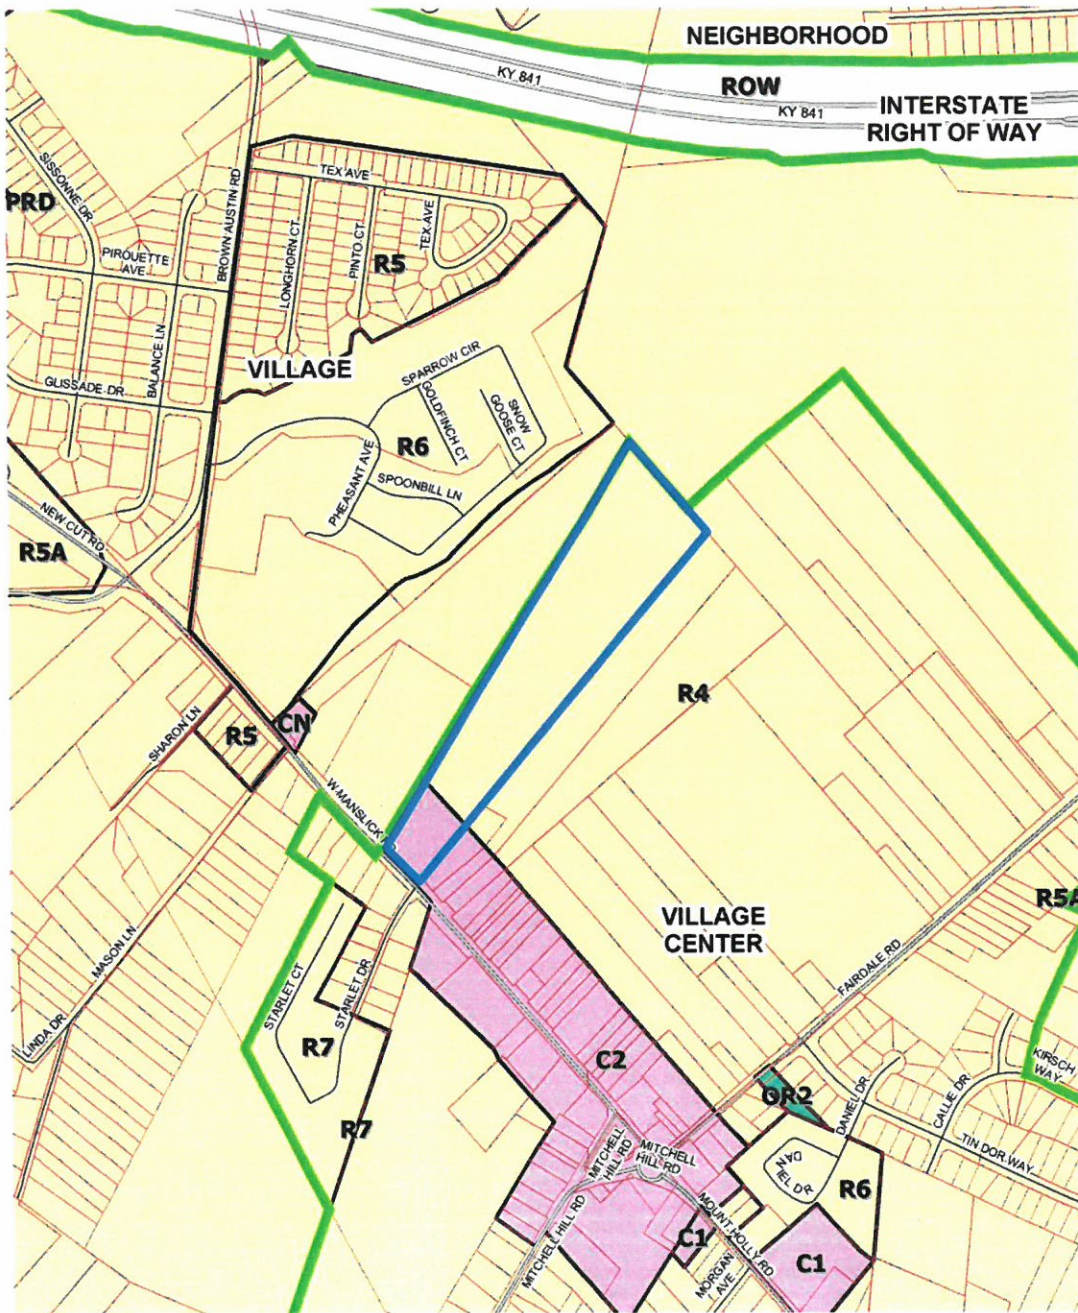 NEIGHBORHOOD
KY 841
ROW
KY 841
INTERSTATE
RIGHT OF WAY
SISSONNE DR
PRD
TEX AVE
BROWN AUSTIN RD
LONGHORN CT
PINTO CT
TEX AVE
R5
PIROUETTE
AVE
BALANCE LN
VILLAGE
GLISSADE DR
SPARROW CIR
GOLDFINCH CT
SNOW
GOOSE CT
R6
PHEASANT AVE
SPOONBILL LN
NEW CUT RD
R5A
R4
SHARON LN
R5
CN
W MANSLICK
VILLAGE
CENTER
R5A
MASON LN
LINDA DR
STARLET CT
STARLET DR
FAIRDALE RD
R7
C2
KIRSCH
WAY
OR2
DANIEL DR
CALLIE DR
R7
MITCHELL
HILL RD
MITCHELL
HILL RD
TIN DOR WAY
DAN
IEL DR
R6
MITCHELL HILL RD
MOUNT HOLLY RD
C1
MORGAN
AVE
C1